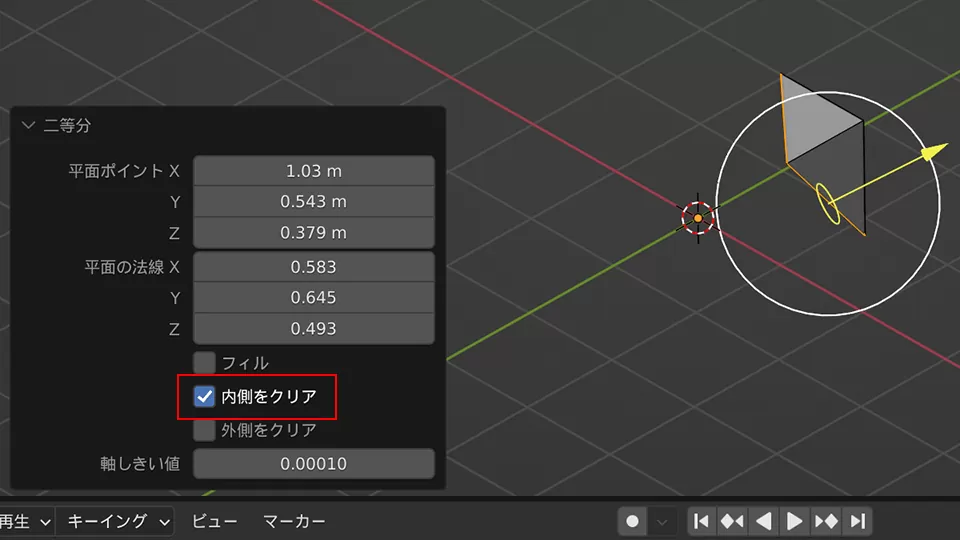 二等分
平面ポイント X 1.03 m
Y 0.543 m
Z 0.379 m
平面の法線 X 0.583
Y 0.645
Z 0.493
フィル
内側をクリア
外側をクリア
軸しきい値 0.00010
再生 キーイング ビュー マーカー